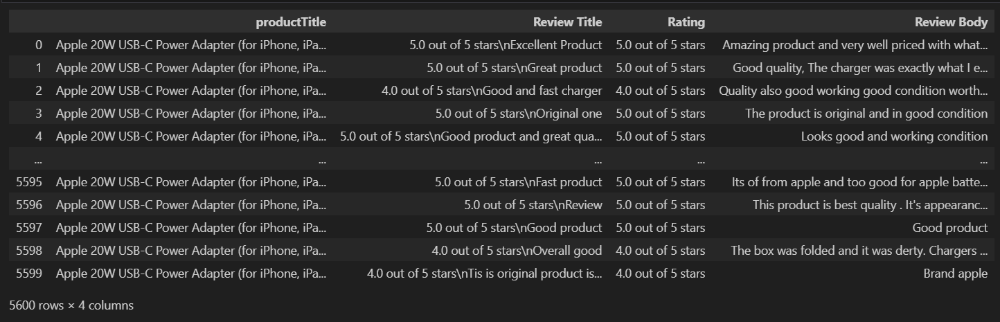 productTitle Review Title Rating Review Body
0 Apple 20W USB-C Power Adapter (for iPhone, iPa... 5.0 out of 5 stars\nExcellent Product 5.0 out of 5 stars Amazing product and very well priced with what...
1 Apple 20W USB-C Power Adapter (for iPhone, iPa... 5.0 out of 5 stars\nGreat product 5.0 out of 5 stars Good quality, The charger was exactly what I e...
2 Apple 20W USB-C Power Adapter (for iPhone, iPa... 4.0 out of 5 stars\nGood and fast charger 4.0 out of 5 stars Quality also good working good condition worth...
3 Apple 20W USB-C Power Adapter (for iPhone, iPa... 5.0 out of 5 stars\nOriginal one 5.0 out of 5 stars The product is original and in good condition
4 Apple 20W USB-C Power Adapter (for iPhone, iPa... 5.0 out of 5 stars\nGood product and great qua... 5.0 out of 5 stars Looks good and working condition
... ... ... ... ...
5595 Apple 20W USB-C Power Adapter (for iPhone, iPa... 5.0 out of 5 stars\nFast product 5.0 out of 5 stars Its of from apple and too good for apple batte...
5596 Apple 20W USB-C Power Adapter (for iPhone, iPa... 5.0 out of 5 stars\nReview 5.0 out of 5 stars This product is best quality . It's appearanc...
5597 Apple 20W USB-C Power Adapter (for iPhone, iPa... 5.0 out of 5 stars\nGood product 5.0 out of 5 stars Good product
5598 Apple 20W USB-C Power Adapter (for iPhone, iPa... 4.0 out of 5 stars\nOverall good 4.0 out of 5 stars The box was folded and it was derty. Chargers ...
5599 Apple 20W USB-C Power Adapter (for iPhone, iPa... 4.0 out of 5 stars\nTis is original product is... 4.0 out of 5 stars Brand apple
5600 rows × 4 columns